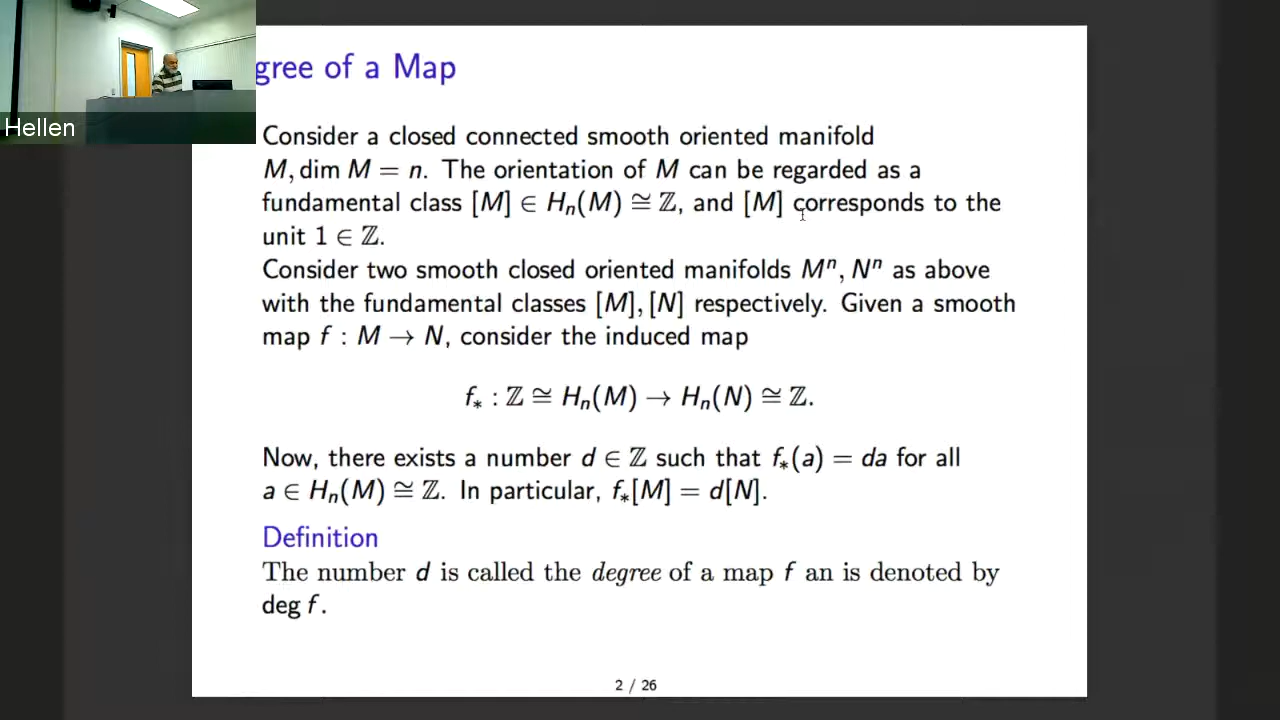 gree of a Map
Hellen
Consider a closed connected smooth oriented manifold
M, dim M = n. The orientation of M can be regarded as a
fundamental class [M] ∈ Hₙ(M) ≅ ℤ, and [M] corresponds to the
unit 1 ∈ ℤ.
Consider two smooth closed oriented manifolds Mⁿ, Nⁿ as above
with the fundamental classes [M], [N] respectively. Given a smooth
map f : M → N, consider the induced map
f∗ : ℤ ≅ Hₙ(M) → Hₙ(N) ≅ ℤ.
Now, there exists a number d ∈ ℤ such that f∗(a) = da for all
a ∈ Hₙ(M) ≅ ℤ. In particular, f∗[M] = d[N].
Definition
The number d is called the degree of a map f an is denoted by
deg f.
2 / 26